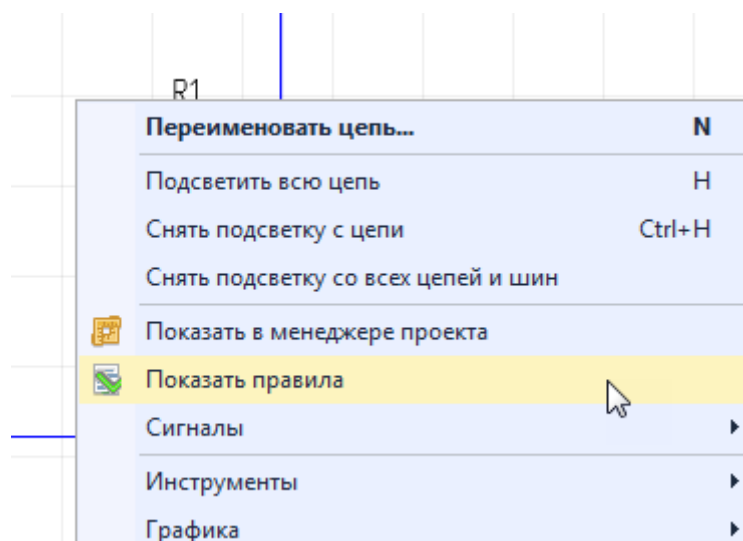 R1
Переименовать цепь... N
Подсветить всю цепь H
Снять подсветку с цепи Ctrl+H
Снять подсветку со всех цепей и шин
Показать в менеджере проекта
Показать правила
Сигналы
Инструменты
Графика